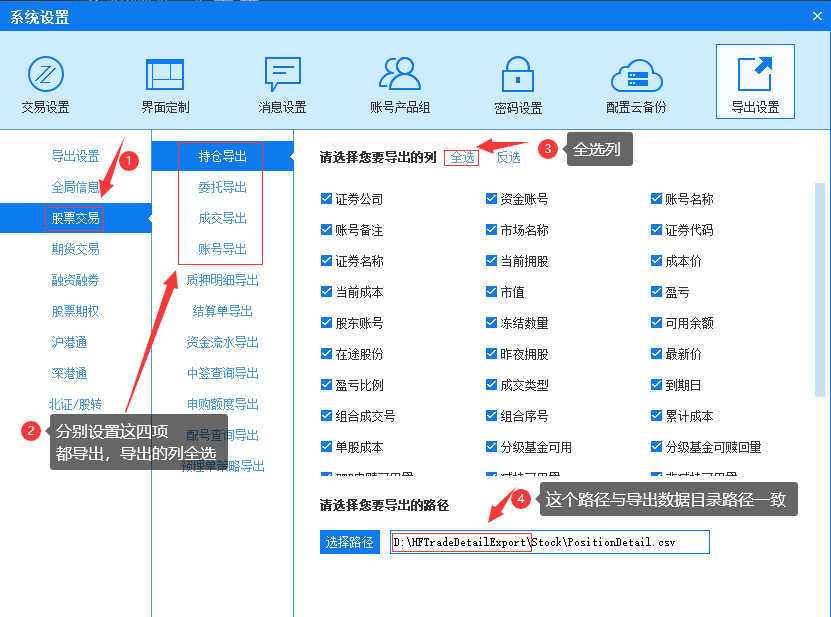 系统设置
交易设置
界面定制
消息设置
账号产品组
密码设置
配置云备份
导出设置
导出设置
全局信息
股票交易
期货交易
融资融券
股票期权
沪港通
深港通
北证/股转
1
持仓导出
委托导出
成交导出
账号导出
质押明细导出
结算单导出
资金流水导出
中签查询导出
申购额度导出
配号查询导出
预埋单策略导出
2
分别设置这四项
都导出，导出的列全选
请选择您要导出的列 全选 反选
3
全选列
证券公司 资金账号 账号名称
账号备注 市场名称 证券代码
证券名称 当前拥股 成本价
当前成本 市值 盈亏
股东账号 冻结数量 可用余额
在途股份 昨夜拥股 最新价
盈亏比例 成交类型 到期日
组合成交号 组合序号 累计成本
单股成本 分级基金可用 分级基金可赎回量
请选择您要导出的路径
4
这个路径与导出数据目录路径一致
选择路径 D:\HFTradeDetailExport\Stock\PositionDetail.csv